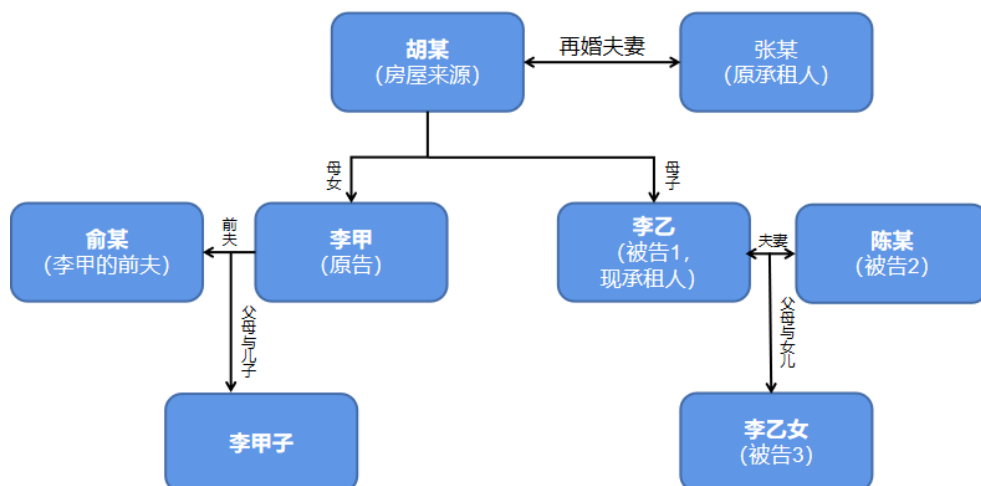 胡某
(房屋来源)
再婚夫妻
张某
(原承租人)
母女
母子
俞某
(李甲的前夫)
前夫
李甲
(原告)
李乙
(被告1,
现承租人)
夫妻
陈某
(被告2)
父母与儿子
父母与女儿
李甲子
李乙女
(被告3)